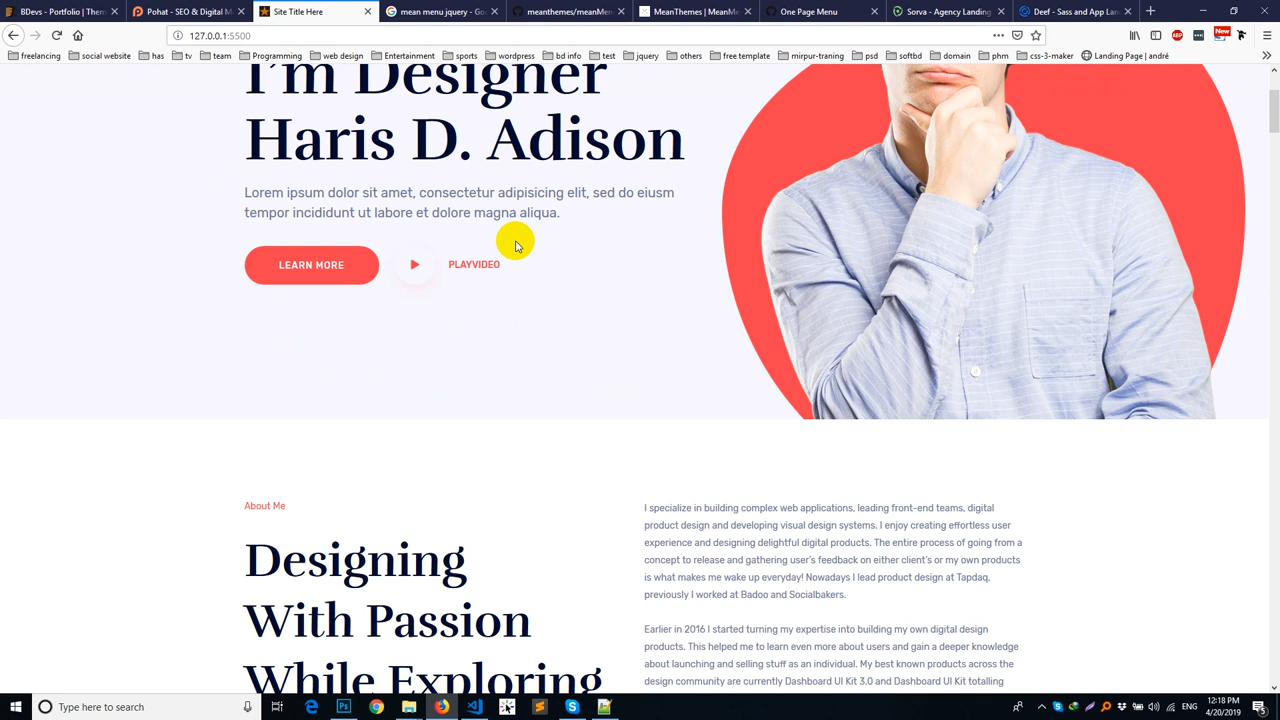 BDevs - Portfolio | Them
Pohat - SEO & Digital M
Site Title Here
mean menu jquery - Go
meanthemes/meanMen
MeanThemes | MeanMe
One Page Menu
Sorva - Agency Landing
Deef - Sass and App Lan
127.0.0.1:5500
New
freelancing
social website
has
tv
team
Programming
web design
Entertainment
sports
wordpress
bd info
test
jquery
others
free template
mirpur-traning
psd
softbd
domain
phm
css-3-maker
Landing Page | andré
I'm Designer
Haris D. Adison
Lorem ipsum dolor sit amet, consectetur adipisicing elit, sed do eiusm
tempor incididunt ut labore et dolore magna aliqua.
LEARN MORE
PLAYVIDEO
About Me
Designing
With Passion
While Exploring
I specialize in building complex web applications, leading front-end teams, digital
product design and developing visual design systems. I enjoy creating effortless user
experience and designing delightful digital products. The entire process of going from a
concept to release and gathering user's feedback on either client's or my own products
is what makes me wake up everyday! Nowadays I lead product design at Tapdaq,
previously I worked at Badoo and Socialbakers.
Earlier in 2016 I started turning my expertise into building my own digital design
products. This helped me to learn even more about users and gain a deeper knowledge
about launching and selling stuff as an individual. My best known products across the
design community are currently Dashboard UI Kit 3.0 and Dashboard UI Kit totalling
Type here to search
ENG
12:18 PM
4/20/2019
5